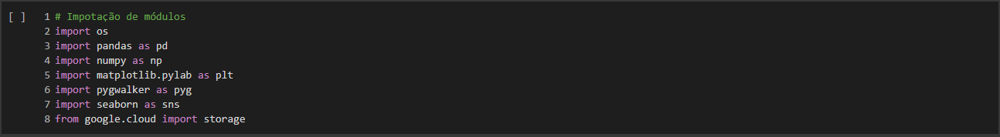 [ ] 1 # Impotação de módulos
2 import os
3 import pandas as pd
4 import numpy as np
5 import matplotlib.pylab as plt
6 import pygwalker as pyg
7 import seaborn as sns
8 from google.cloud import storage